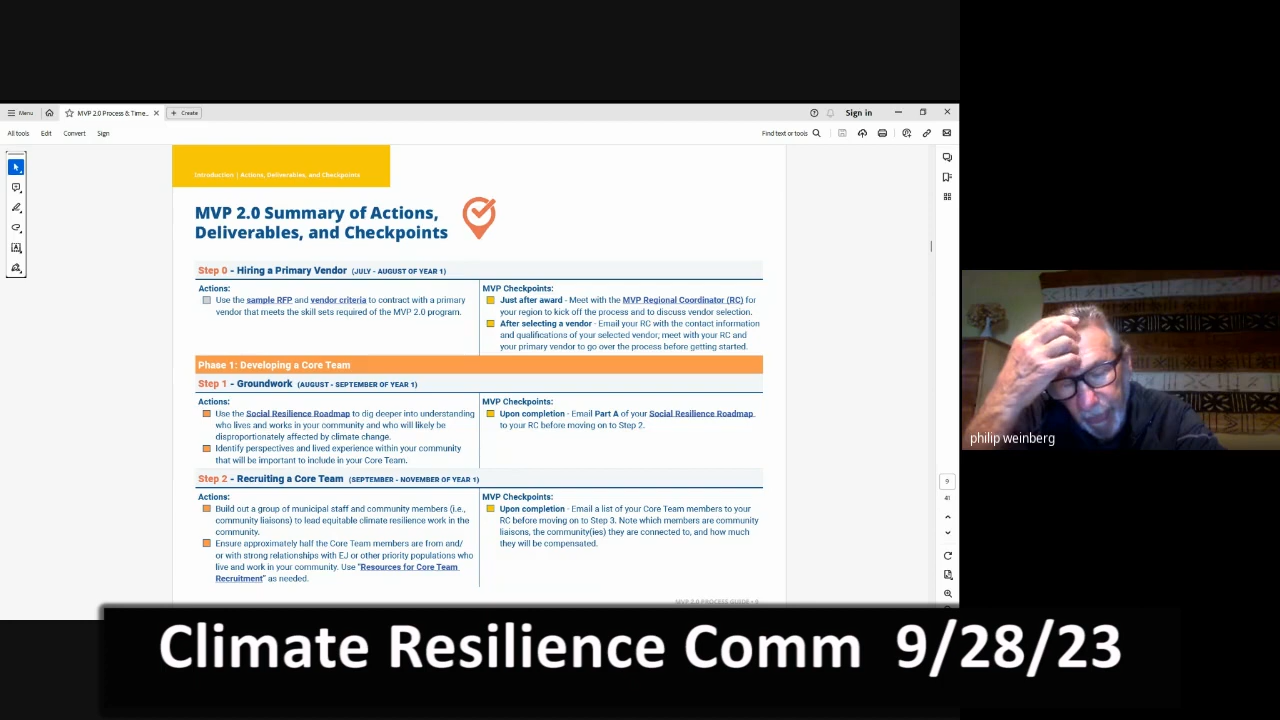 Menu
MVP 2.0 Process & Time...
Create
Sign in
All tools
Edit
Convert
Sign
Find text or tools
Introduction | Actions, Deliverables, and Checkpoints
MVP 2.0 Summary of Actions,
Deliverables, and Checkpoints
Step 0 - Hiring a Primary Vendor (JULY - AUGUST OF YEAR 1)
Actions:
Use the sample RFP and vendor criteria to contract with a primary
vendor that meets the skill sets required of the MVP 2.0 program.
MVP Checkpoints:
Just after award - Meet with the MVP Regional Coordinator (RC) for
your region to kick off the process and to discuss vendor selection.
After selecting a vendor - Email your RC with the contact information
and qualifications of your selected vendor; meet with your RC and
your primary vendor to go over the process before getting started.
Phase 1: Developing a Core Team
Step 1 - Groundwork (AUGUST - SEPTEMBER OF YEAR 1)
Actions:
Use the Social Resilience Roadmap to dig deeper into understanding
who lives and works in your community and who will likely be
disproportionately affected by climate change.
Identify perspectives and lived experience within your community
that will be important to include in your Core Team.
MVP Checkpoints:
Upon completion - Email Part A of your Social Resilience Roadmap
to your RC before moving on to Step 2.
Step 2 - Recruiting a Core Team (SEPTEMBER - NOVEMBER OF YEAR 1)
Actions:
Build out a group of municipal staff and community members (i.e.,
community liaisons) to lead equitable climate resilience work in the
community.
Ensure approximately half the Core Team members are from and/
or with strong relationships with EJ or other priority populations who
live and work in your community. Use "Resources for Core Team
Recruitment" as needed.
MVP Checkpoints:
Upon completion - Email a list of your Core Team members to your
RC before moving on to Step 3. Note which members are community
liaisons, the community(ies) they are connected to, and how much
they will be compensated.
MVP 2.0 PROCESS GUIDE • 9
9
41
philip weinberg
Climate Resilience Comm 9/28/23